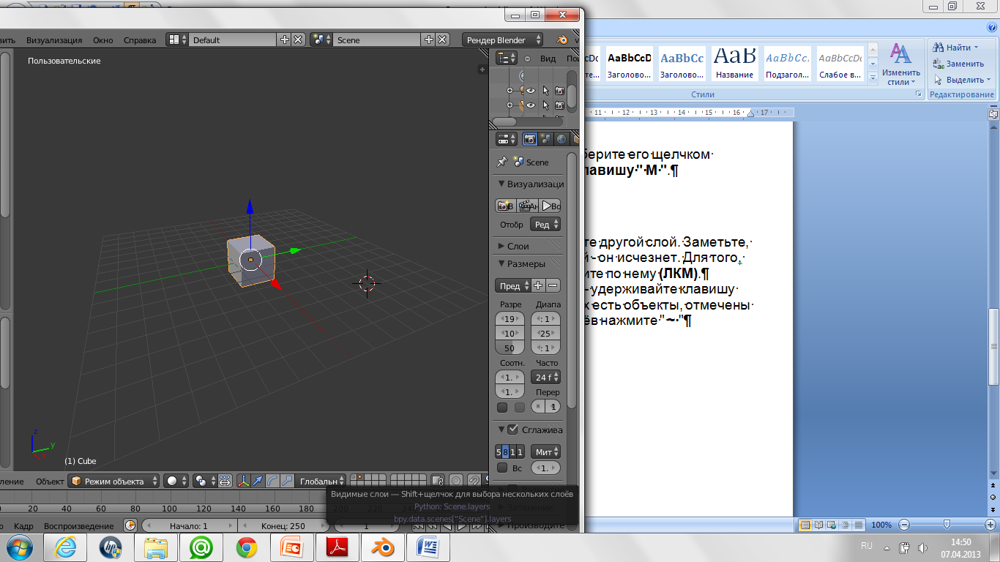 Визуализация Окно Справка Default Scene Рендер Blender
Пользовательские
Вид
Scene
Визуализаци
Отобр Ред
Слои
Размеры
Пред
Разре Диапа
19 : 1
10 25
50 : 1
Соотн. Часто
1. 24 f
1. Перер
1
Сглажива
5 8 1 1 Мит
Вс 1.
z
y
x
(1) Cube
ление Объект Режим объекта Глобальн
Видимые слои — Shift+щелчок для выбора нескольких слоёв
Python: Scene.layers
bpy.data.scenes["Scene"].layers
0 20 40 60 80 100 120 140 160 180 200 220
Кадр Воспроизведение Начало: 1 Конец: 250 1
Производите
AaBbCcD AaBbCc АаВ AaBbCc. AaBbCcDc
Заголово... Заголово... Название Подзагол... Слабое в...
Изменить
стили
Найти
Заменить
Выделить
Стили Редактирование
11 12 13 14 15 16 17
берите его щелчком
лавишу " М ".¶
те другой слой. Заметьте,
й - он исчезнет. Для того,
ите по нему (ЛКМ).¶
- удерживайте клавишу
х есть объекты, отмечены
ёв нажмите " ~ "¶
100%
RU
14:50
07.04.2013